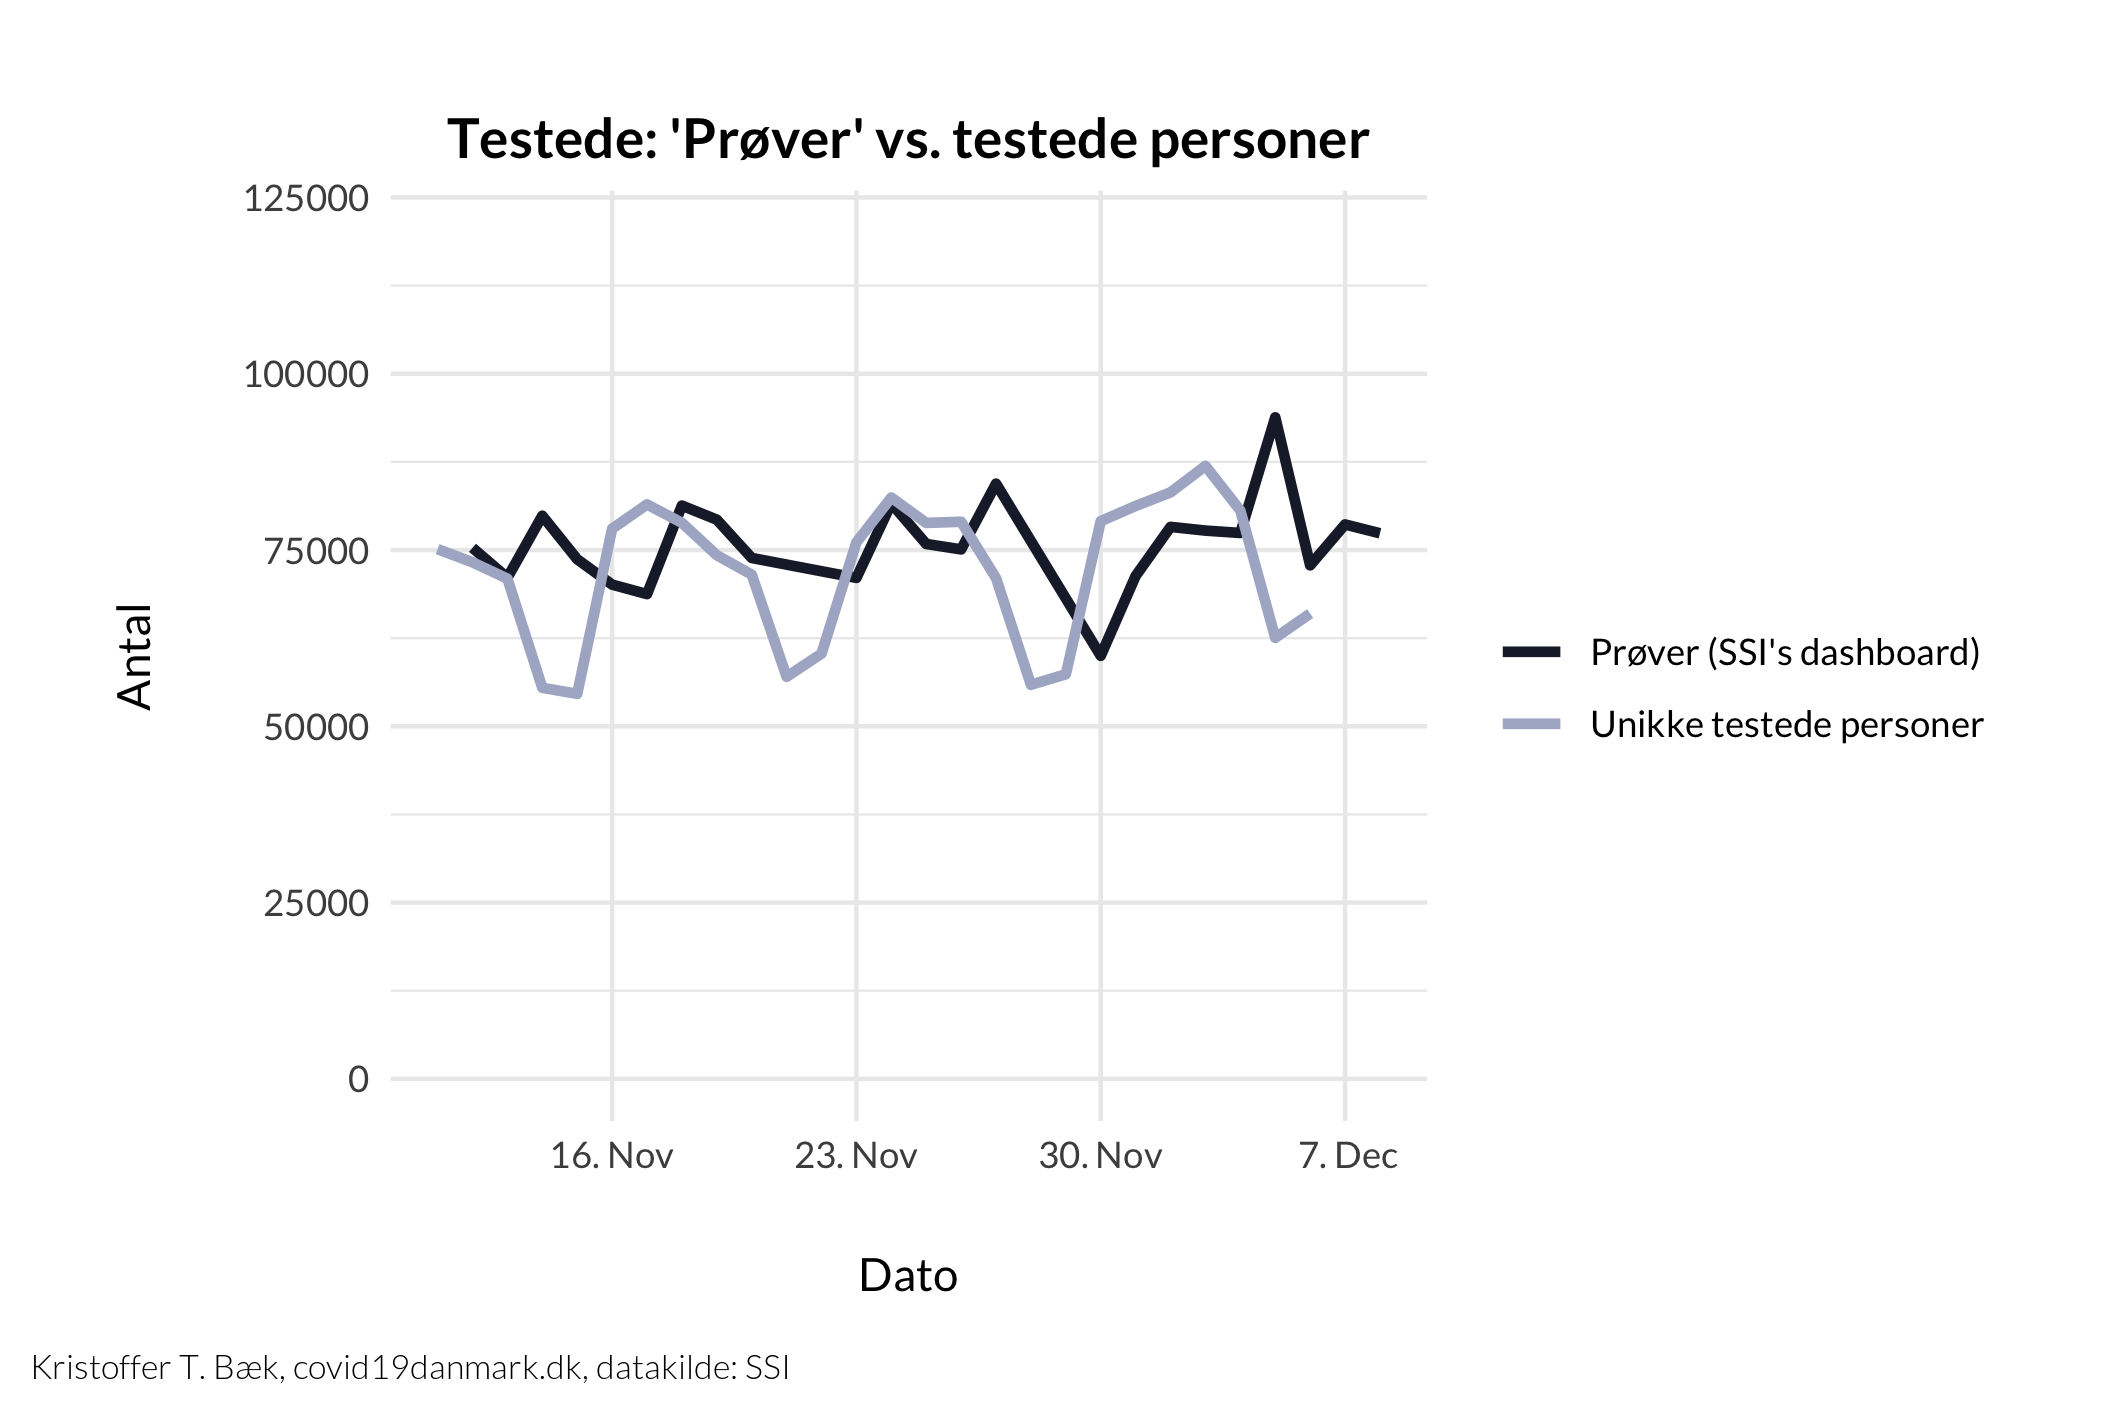 Testede: 'Prøver' vs. testede personer
125000
100000
75000
50000
25000
0
Antal
16. Nov
23. Nov
30. Nov
7. Dec
Dato
Prøver (SSI's dashboard)
Unikke testede personer
Kristoffer T. Bæk, covid19danmark.dk, datakilde: SSI